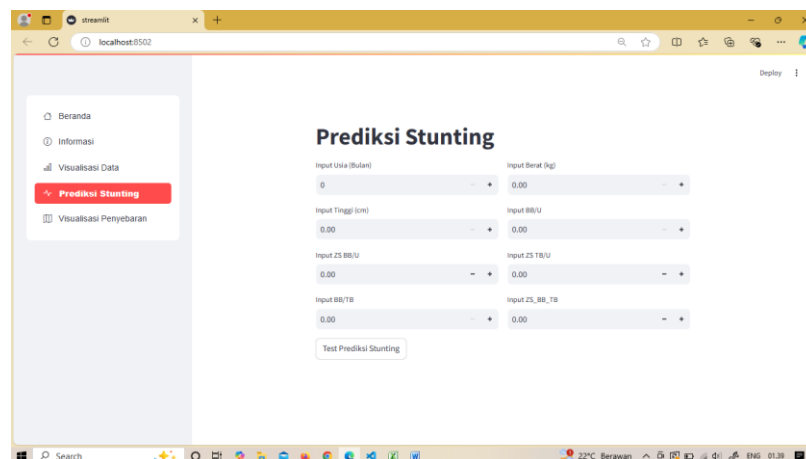 streamlit
localhost:8502
Deploy
Beranda
Informasi
Visualisasi Data
Prediksi Stunting
Visualisasi Penyebaran
Prediksi Stunting
Input Usia (Bulan) Input Berat (kg)
0 - + 0.00 - +
Input Tinggi (cm) Input BB/U
0.00 - + 0.00 - +
Input ZS BB/U Input ZS TB/U
0.00 - + 0.00 - +
Input BB/TB Input ZS_BB_TB
0.00 - + 0.00 - +
Test Prediksi Stunting
Search 22°C Berawan ENG 01.39